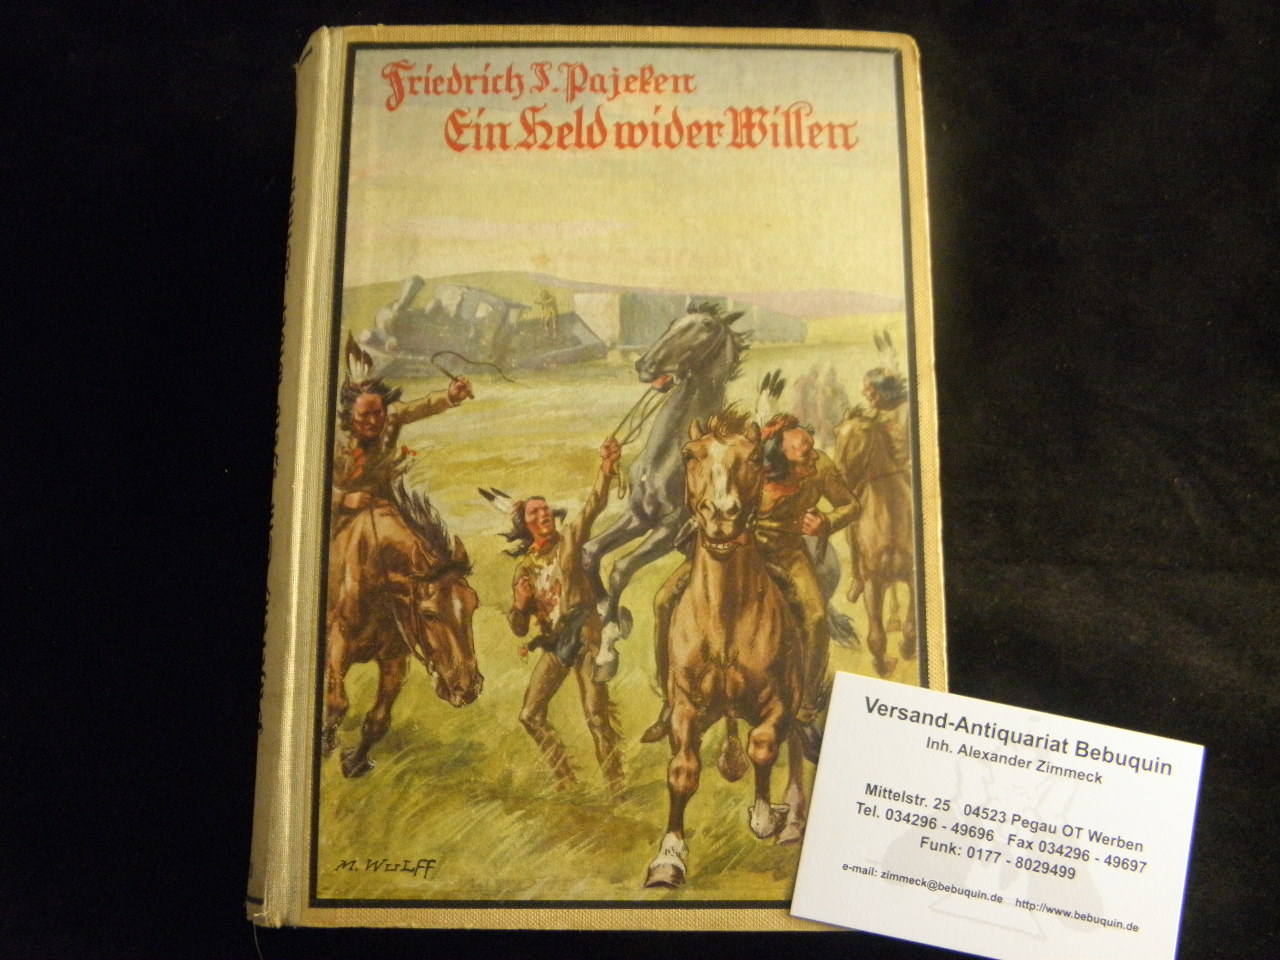 Friedrich J. Pajeken
Ein Held wider Willen
M. WULFF
Versand-Antiquariat Bebuquin
Inh. Alexander Zimmeck
Mittelstr. 25 04523 Pegau OT Werben
Tel. 034296 - 49696 Fax 034296 - 49697
Funk: 0177 - 8029499
e-mail: zimmeck@bebuquin.de http://www.bebuquin.de